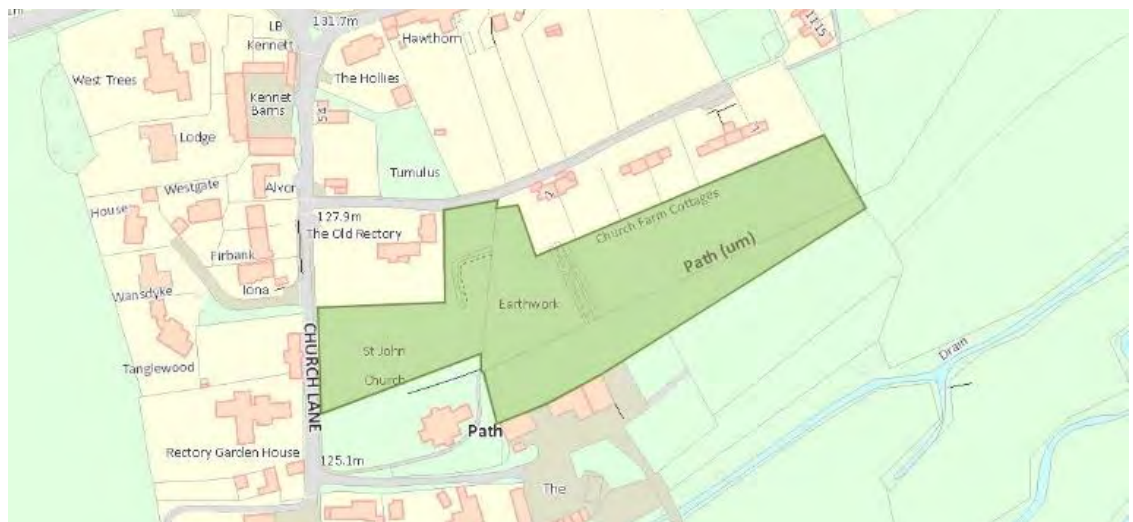 131.7m
LB
Kennett
Hawthorn
West Trees
The Hollies
Kennet
Barns
Lodge
Tumulus
Westgate
Alvor
House
127.9m
The Old Rectory
Church Farm Cottages
Firbank
Path (um)
Wansdyke
Iona
Earthwork
CHURCH LANE
St John
Drain
Tanglewood
Church
Path
Rectory Garden House
125.1m
The